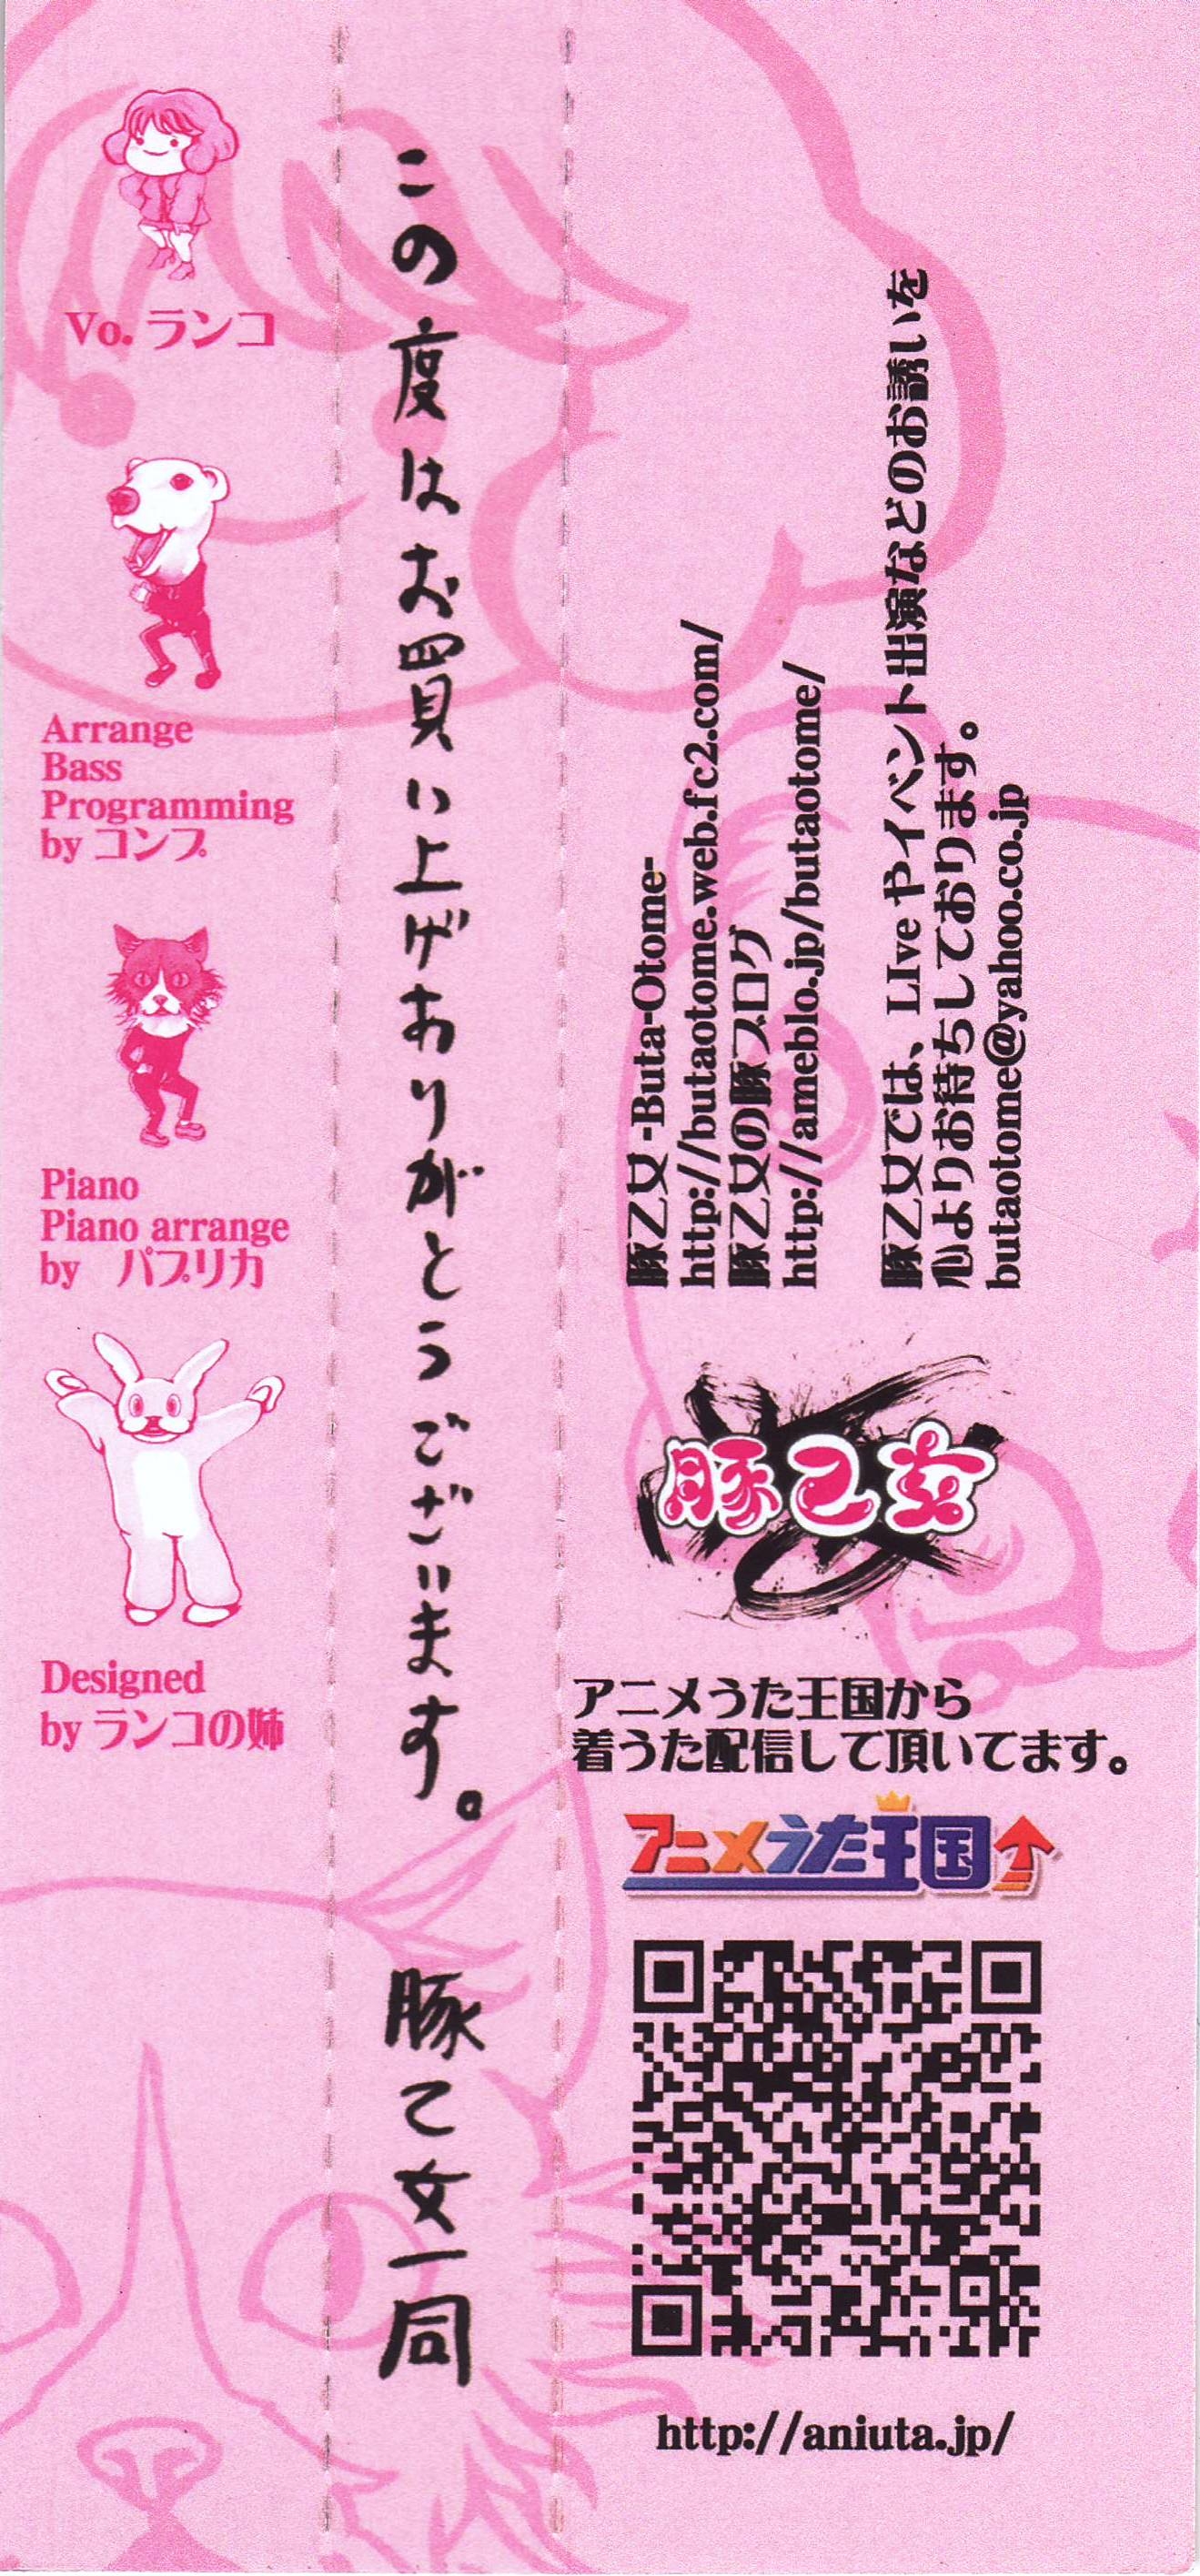 Vo. ランコ
Arrange
Bass
Programming
by コンプ
Piano
Piano arrange
by パプリカ
Designed
by ランコの姉
この度はお買い上げありがとうございます。
豚乙女一同
豚乙女 -Buta-Otome-
http://butaotome.web.fc2.com/
豚乙女の豚ブログ
http://ameblo.jp/butaotome/
豚乙女では、LIve やイベント出演などのお誘いを
心よりお待ちしております。
butaotome@yahoo.co.jp
豚乙女
アニメうた王国から
着うた配信して頂いてます。
アニメうた王国
http://aniuta.jp/